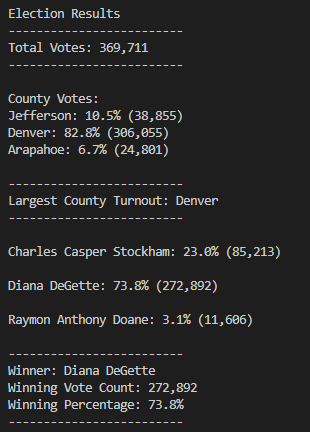 Election Results
-------------------------
Total Votes: 369,711
-------------------------
County Votes:
Jefferson: 10.5% (38,855)
Denver: 82.8% (306,055)
Arapahoe: 6.7% (24,801)
-------------------------
Largest County Turnout: Denver
-------------------------
Charles Casper Stockham: 23.0% (85,213)
Diana DeGette: 73.8% (272,892)
Raymon Anthony Doane: 3.1% (11,606)
-------------------------
Winner: Diana DeGette
Winning Vote Count: 272,892
Winning Percentage: 73.8%
-------------------------